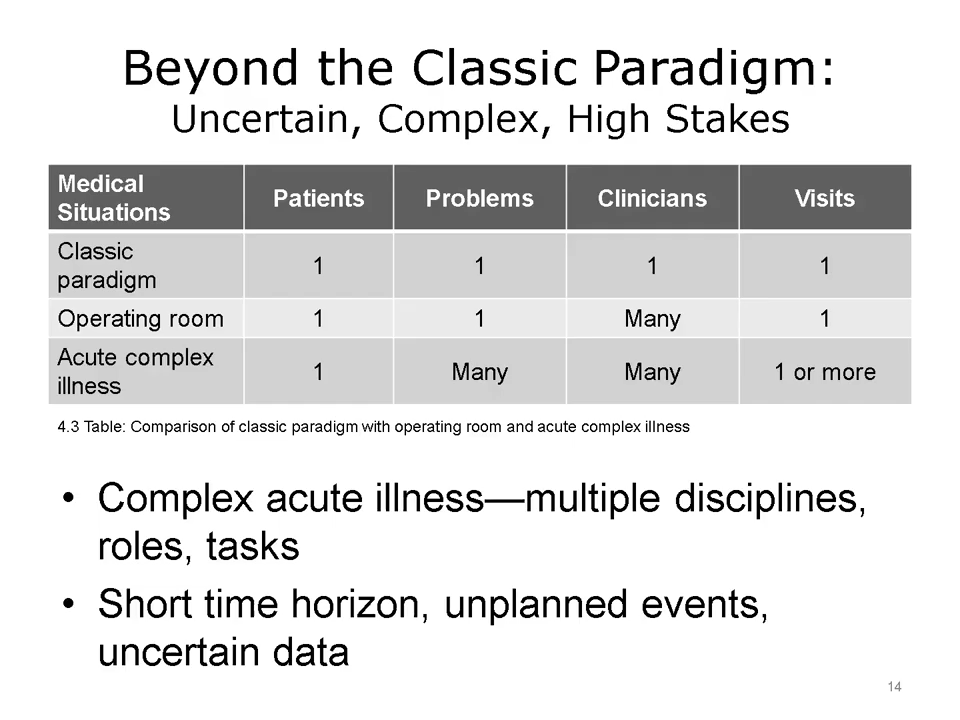 Beyond the Classic Paradigm:
Uncertain, Complex, High Stakes
Medical Situations Patients Problems Clinicians Visits
Classic paradigm 1 1 1 1
Operating room 1 1 Many 1
Acute complex illness 1 Many Many 1 or more
4.3 Table: Comparison of classic paradigm with operating room and acute complex illness
• Complex acute illness—multiple disciplines,
roles, tasks
• Short time horizon, unplanned events,
uncertain data
14